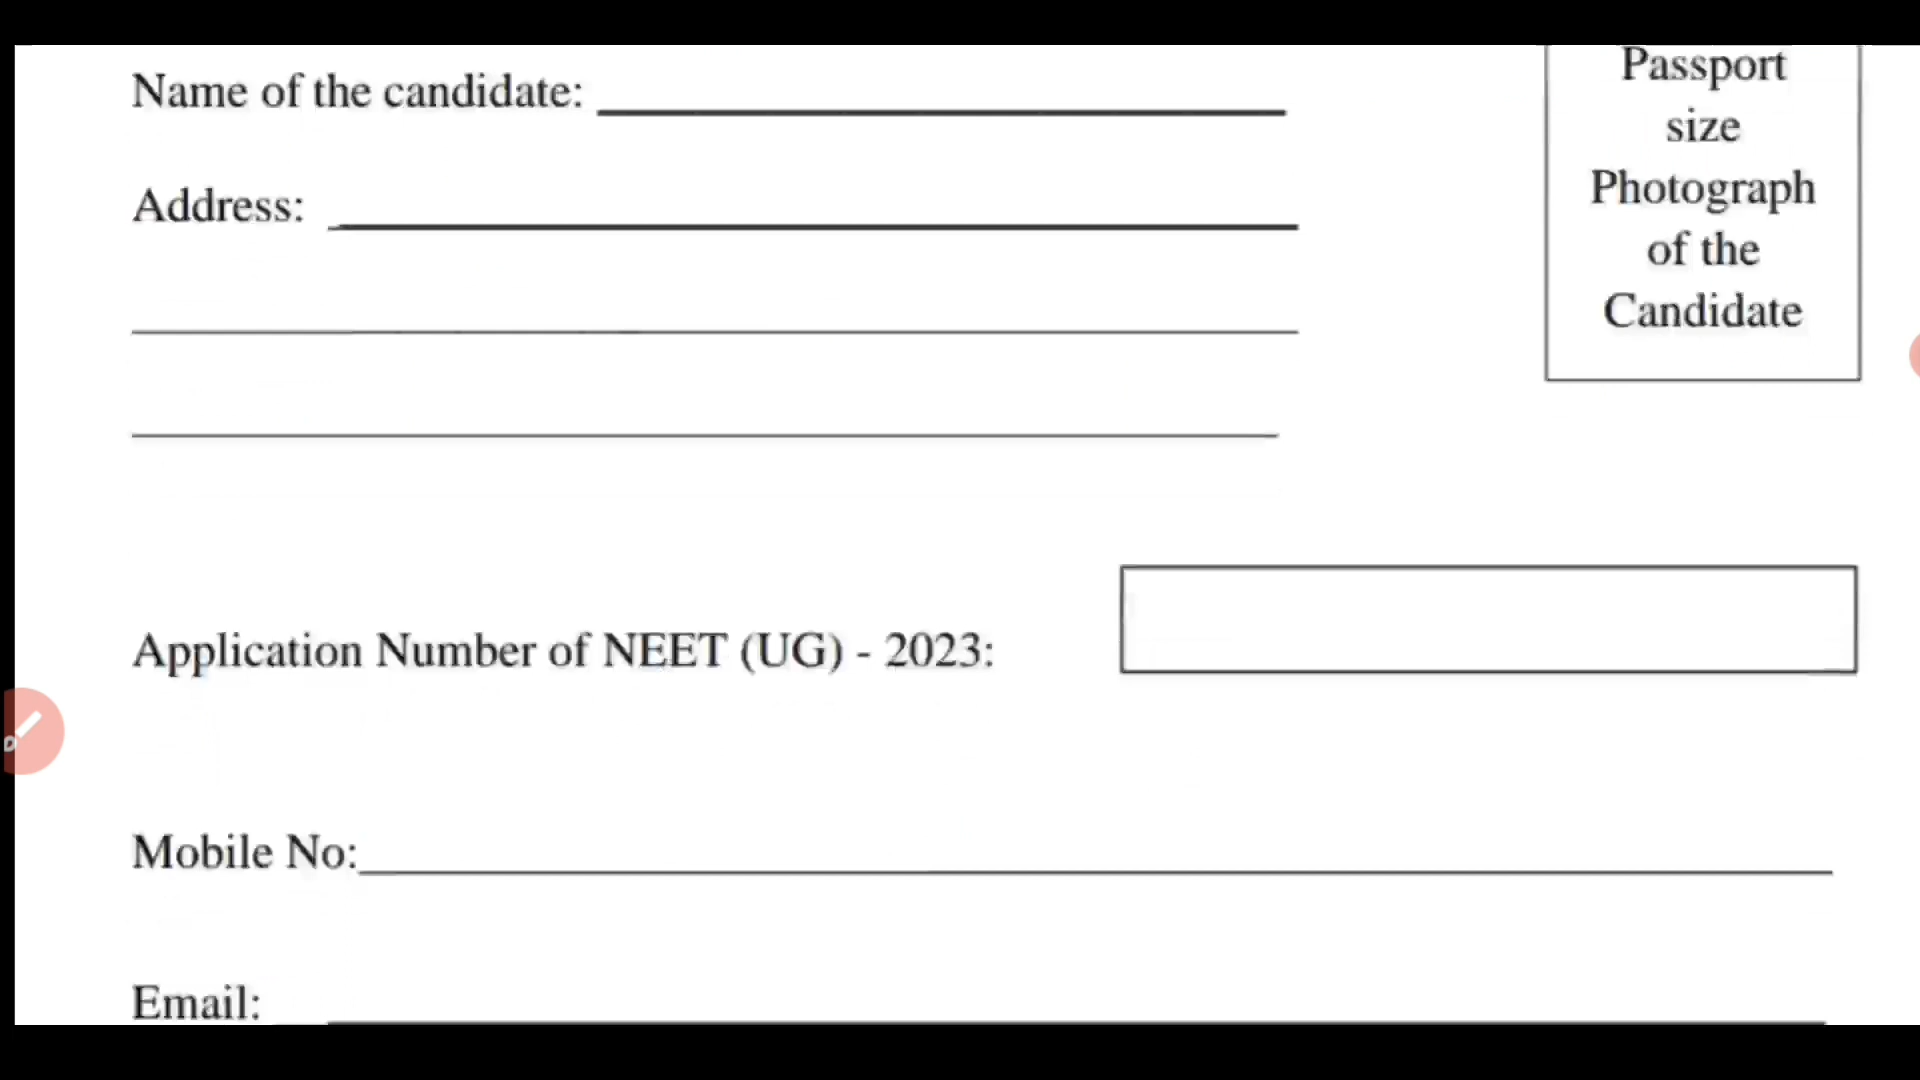 Name of the candidate:
Passport
size
Photograph
of the
Candidate
Address:
Application Number of NEET (UG) - 2023:
Mobile No:
Email: